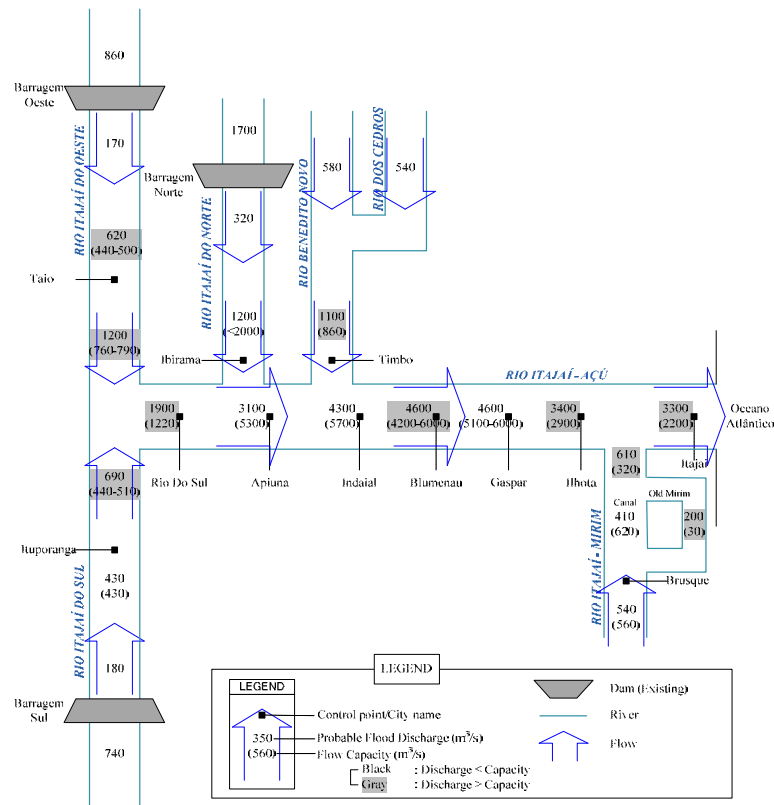 860
Barragem
Oeste
170
RIO ITAJAÍ DO OESTE
620
(440-500)
Taio
1200
(760-790)
1700
Barragem
Norte
320
RIO ITAJAÍ DO NORTE
1200
(<2000)
Ibirama
580
RIO BENEDITO NOVO
RIO DOS CEDROS
540
1100
(860)
Timbo
RIO ITAJAÍ - AÇÚ
1900
(1220)
Rio Do Sul
3100
(5300)
Apiuna
4300
(5700)
Indaial
4600
(4200-6000)
Blumenau
4600
(5100-6000)
Gaspar
3400
(2900)
Ilhota
3300
(2200)
Itajai
Oceano
Atlântico
690
(440-510)
Ituporanga
430
(430)
RIO ITAJAÍ DO SUL
180
Barragem
Sul
740
610
(320)
Canal
410
(620)
Old Mirim
200
(30)
RIO ITAJAÍ - MIRIM
Brusque
540
(560)
LEGEND
LEGEND
350
(560)
Control point/City name
Probable Flood Discharge (m³/s)
Flow Capacity (m³/s)
Black : Discharge < Capacity
Gray : Discharge > Capacity
Dam (Existing)
River
Flow